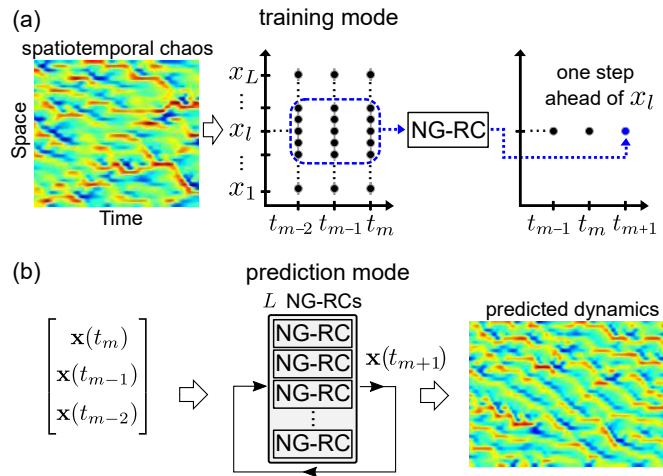 (a)
training mode
spatiotemporal chaos
Space
Time
x_L
⋮
x_l
⋮
x_1
t_{m-2} t_{m-1} t_m
NG-RC
one step
ahead of x_l
t_{m-1} t_m t_{m+1}
(b)
prediction mode
L NG-RCs
x(t_m)
x(t_{m-1})
x(t_{m-2})
NG-RC
NG-RC
NG-RC
⋮
NG-RC
x(t_{m+1})
predicted dynamics